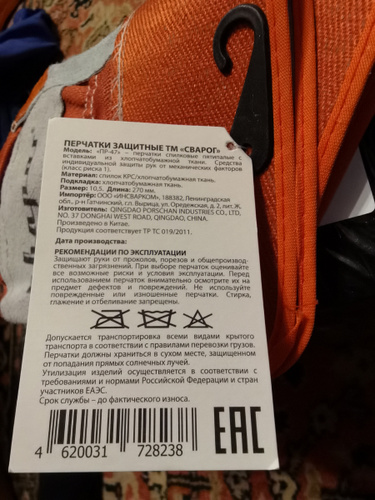 ПЕРЧАТКИ ЗАЩИТНЫЕ ТМ «СВАРОГ»
Модель: «ПР-47» – перчатки спилковые пятипалые с
вставками из хлопчатобумажной ткани. Средства
индивидуальной защиты рук от механических факторов
(класс риска 1).
Материал: спилок КРС/хлопчатобумажная ткань.
Подкладка: хлопчатобумажная ткань.
Размер: 10,5. Длина: 270 мм.
Импортёр: ООО «ИНСВАРКОМ», 188382, Ленинградская
обл., р-н Гатчинский, гп. Вырица, ул. Оредежская, д. 2, лит. Ж,
Изготовитель: QINGDAO PORSCHAN INDUSTRIES CO., LTD,
NO. 37 DONGHAI WEST ROAD, QINGDAO, CHINA.
Произведено в Китае.
Продукция соответствует ТР ТС 019/2011.
Дата производства:
РЕКОМЕНДАЦИИ ПО ЭКСПЛУАТАЦИИ
Защищают руки от проколов, порезов и общепроизвод-
ственных загрязнений. При выборе перчаток оценивайте
все возможные риски и условия эксплуатации. Перед
использованием перчаток внимательно осмотрите их на
предмет дефектов и повреждений. Не используйте
повреждённые или изношенные перчатки. Стирка,
глажение и отбеливание запрещены.
Допускается транспортировка всеми видами крытого
транспорта в соответствии с правилами перевозки грузов.
Перчатки должны храниться в сухом месте, защищенном
от попадания прямых солнечных лучей.
Утилизация изделий осуществляется в соответствии с
требованиями и нормами Российской Федерации и стран
участников ЕАЭС.
Срок службы – до фактического износа.
4 620031 728238
EAC